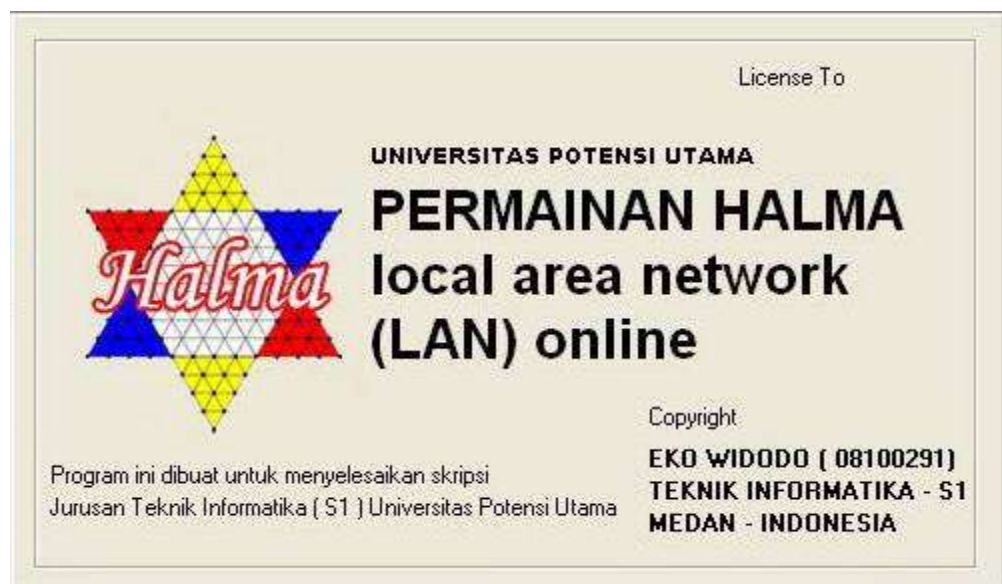 License To
UNIVERSITAS POTENSI UTAMA
PERMAINAN HALMA
local area network
(LAN) online
Halma
Copyright
EKO WIDODO ( 08100291)
TEKNIK INFORMATIKA - S1
MEDAN - INDONESIA
Program ini dibuat untuk menyelesaikan skripsi
Jurusan Teknik Informatika ( S1 ) Universitas Potensi Utama